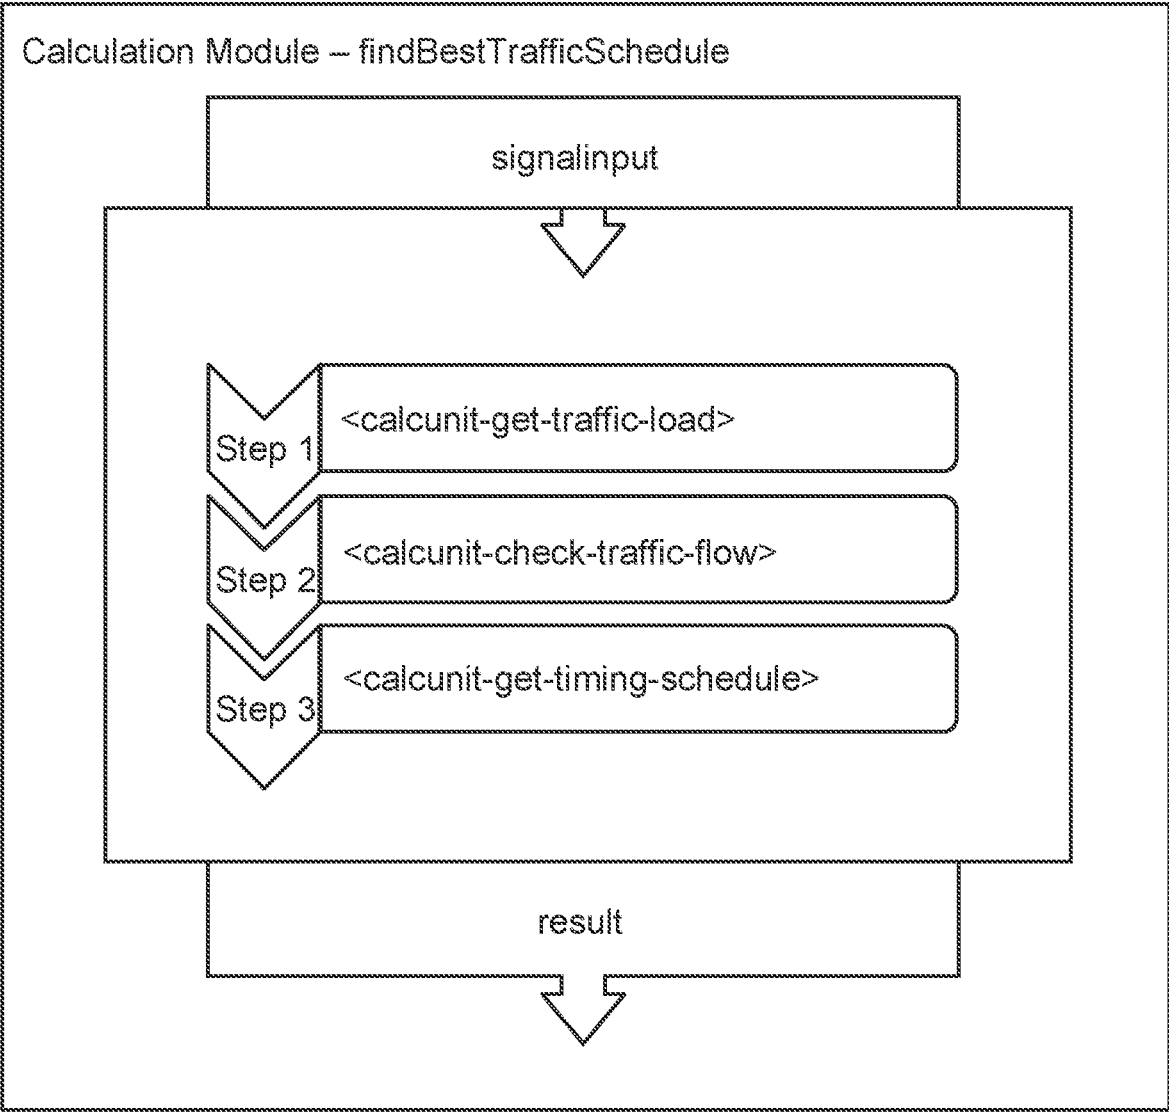 Calculation Module – findBestTrafficSchedule
signalinput
Step 1
<calcunit-get-traffic-load>
Step 2
<calcunit-check-traffic-flow>
Step 3
<calcunit-get-timing-schedule>
result